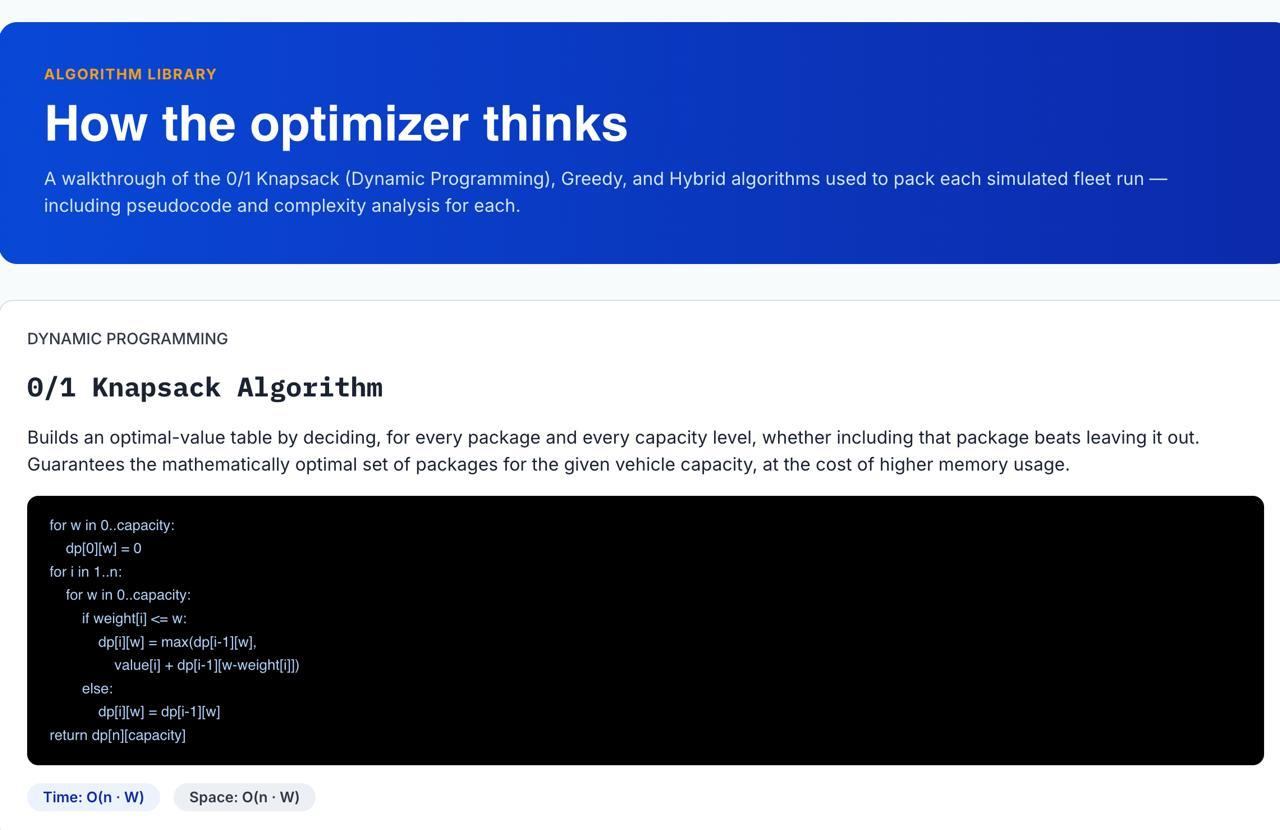 ALGORITHM LIBRARY
How the optimizer thinks
A walkthrough of the 0/1 Knapsack (Dynamic Programming), Greedy, and Hybrid algorithms used to pack each simulated fleet run —
including pseudocode and complexity analysis for each.
DYNAMIC PROGRAMMING
0/1 Knapsack Algorithm
Builds an optimal-value table by deciding, for every package and every capacity level, whether including that package beats leaving it out.
Guarantees the mathematically optimal set of packages for the given vehicle capacity, at the cost of higher memory usage.
for w in 0..capacity:
    dp[0][w] = 0
for i in 1..n:
    for w in 0..capacity:
        if weight[i] <= w:
            dp[i][w] = max(dp[i-1][w],
                value[i] + dp[i-1][w-weight[i]])
        else:
            dp[i][w] = dp[i-1][w]
return dp[n][capacity]
Time: O(n · W)
Space: O(n · W)